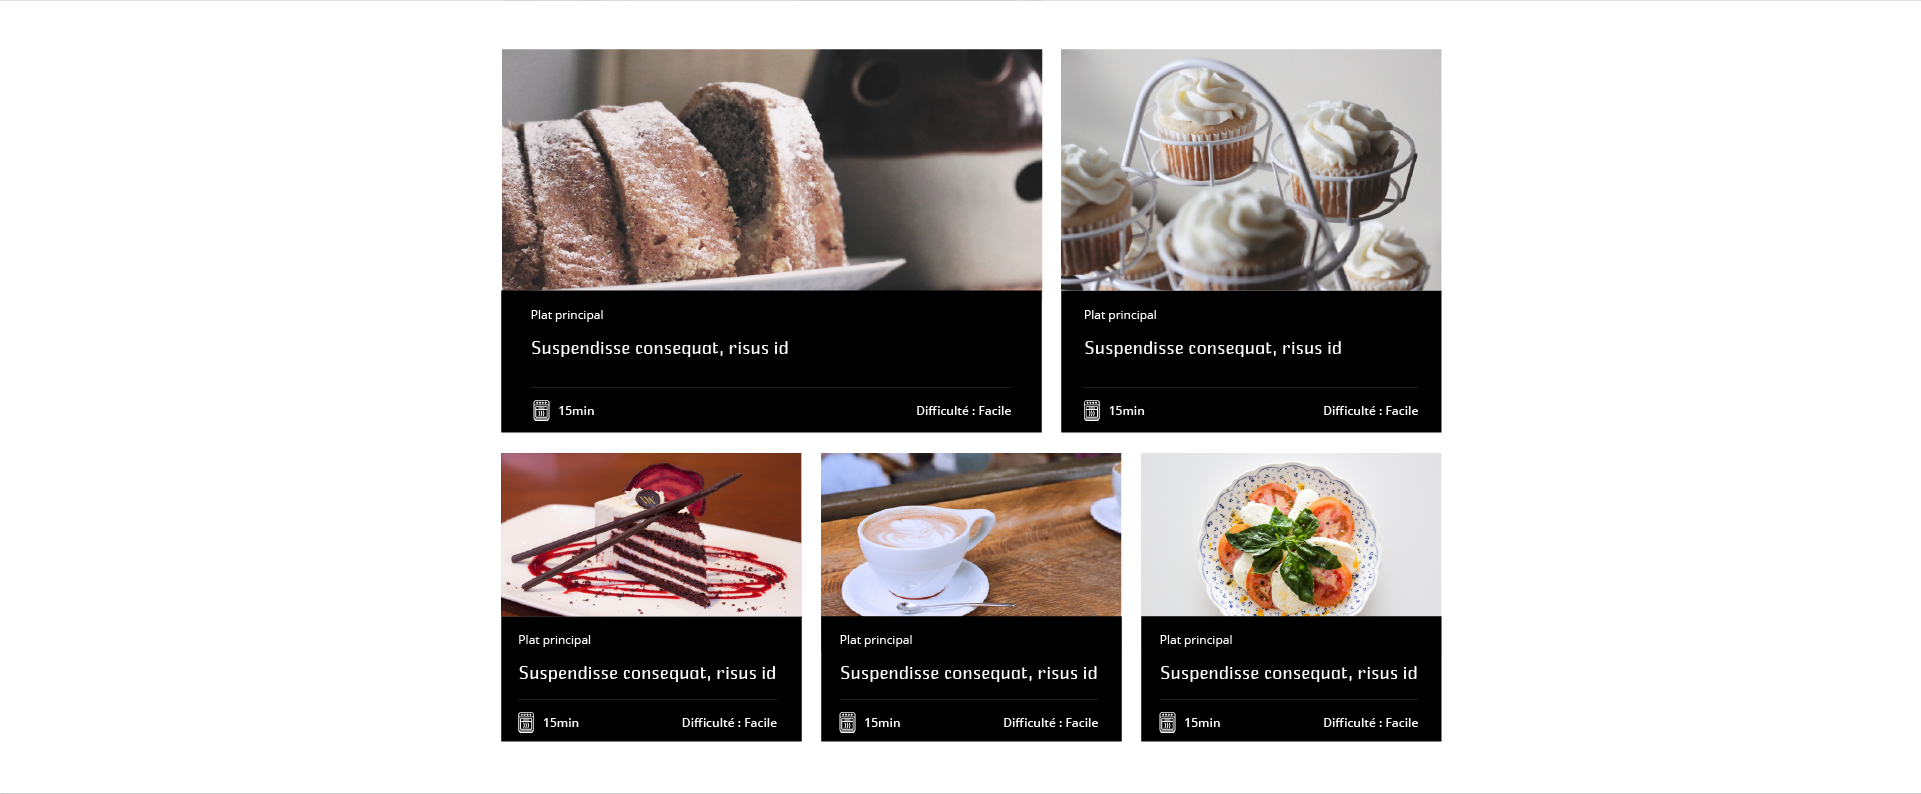 Plat principal
Suspendisse consequat, risus id
15min
Difficulté : Facile
Plat principal
Suspendisse consequat, risus id
15min
Difficulté : Facile
Plat principal
Suspendisse consequat, risus id
15min
Difficulté : Facile
Plat principal
Suspendisse consequat, risus id
15min
Difficulté : Facile
Plat principal
Suspendisse consequat, risus id
15min
Difficulté : Facile